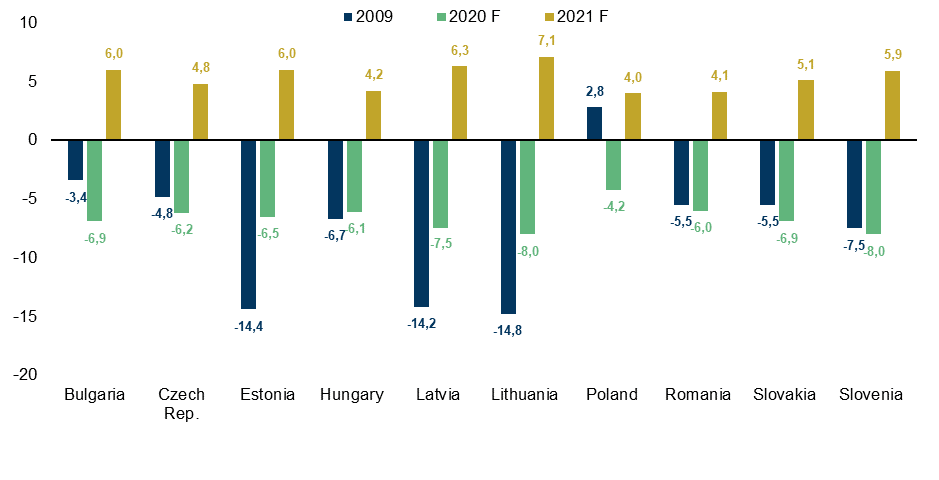 2009 2020 F 2021 F
10
5
0
-5
-10
-15
-20
6,0 4,8 6,0 4,2 6,3 7,1 2,8 4,0 4,1 5,1 5,9
-3,4 -6,9 -4,8 -6,2 -14,4 -6,5 -6,7 -6,1 -14,2 -7,5 -14,8 -8,0 -4,2 -5,5 -6,0 -5,5 -6,9 -7,5 -8,0
Bulgaria Czech Estonia Hungary Latvia Lithuania Poland Romania Slovakia Slovenia
Rep.